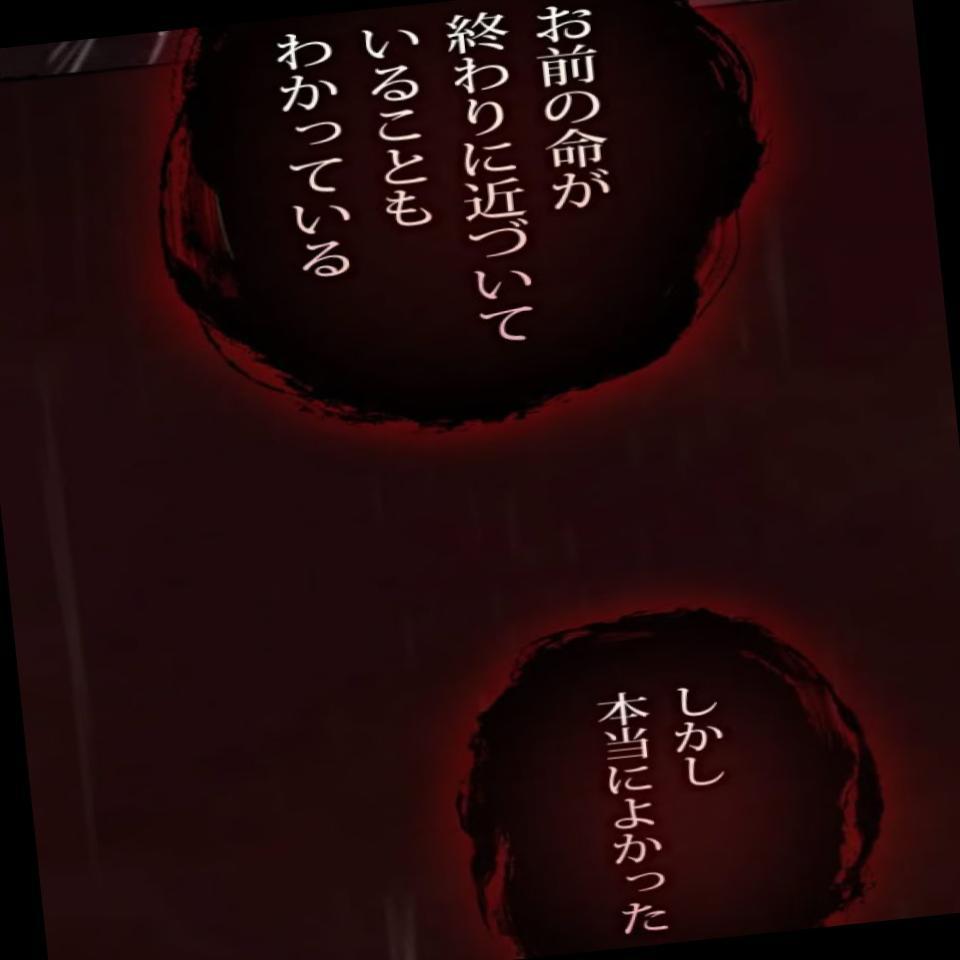 お前の命が
終わりに近づいて
いることも
わかっている
しかし
本当によかった